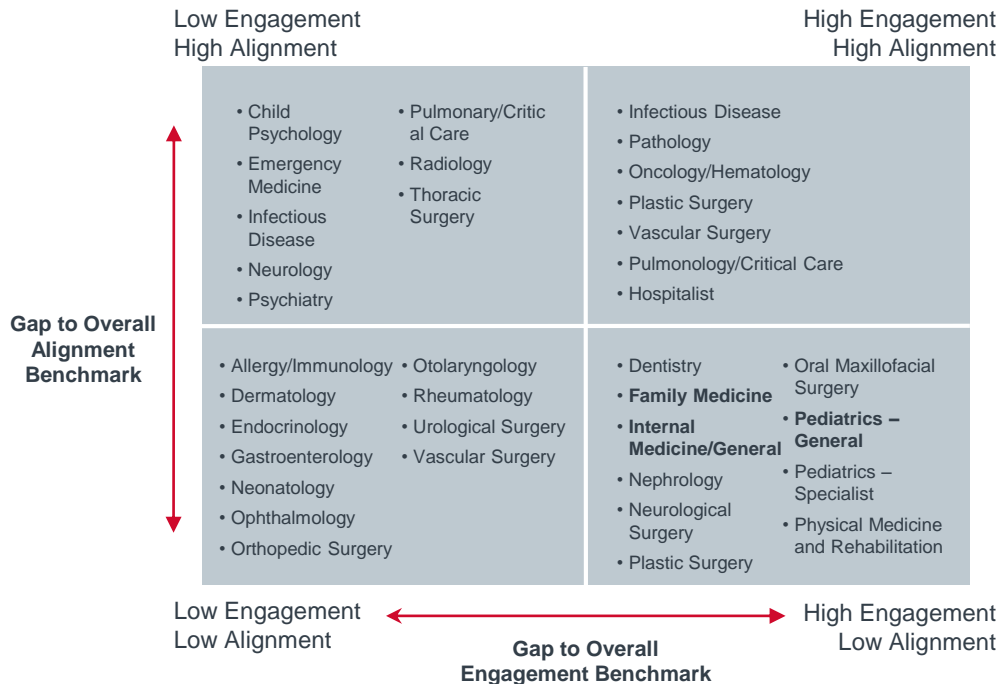 Low Engagement
High Alignment
High Engagement
High Alignment
• Child
Psychology
• Emergency
Medicine
• Infectious
Disease
• Neurology
• Psychiatry
• Pulmonary/Critic
al Care
• Radiology
• Thoracic
Surgery
• Infectious Disease
• Pathology
• Oncology/Hematology
• Plastic Surgery
• Vascular Surgery
• Pulmonology/Critical Care
• Hospitalist
Gap to Overall
Alignment
Benchmark
• Allergy/Immunology
• Dermatology
• Endocrinology
• Gastroenterology
• Neonatology
• Ophthalmology
• Orthopedic Surgery
• Otolaryngology
• Rheumatology
• Urological Surgery
• Vascular Surgery
• Dentistry
• Family Medicine
• Internal
Medicine/General
• Nephrology
• Neurological
Surgery
• Plastic Surgery
• Oral Maxillofacial
Surgery
• Pediatrics –
General
• Pediatrics –
Specialist
• Physical Medicine
and Rehabilitation
Low Engagement
Low Alignment
Gap to Overall
Engagement Benchmark
High Engagement
Low Alignment